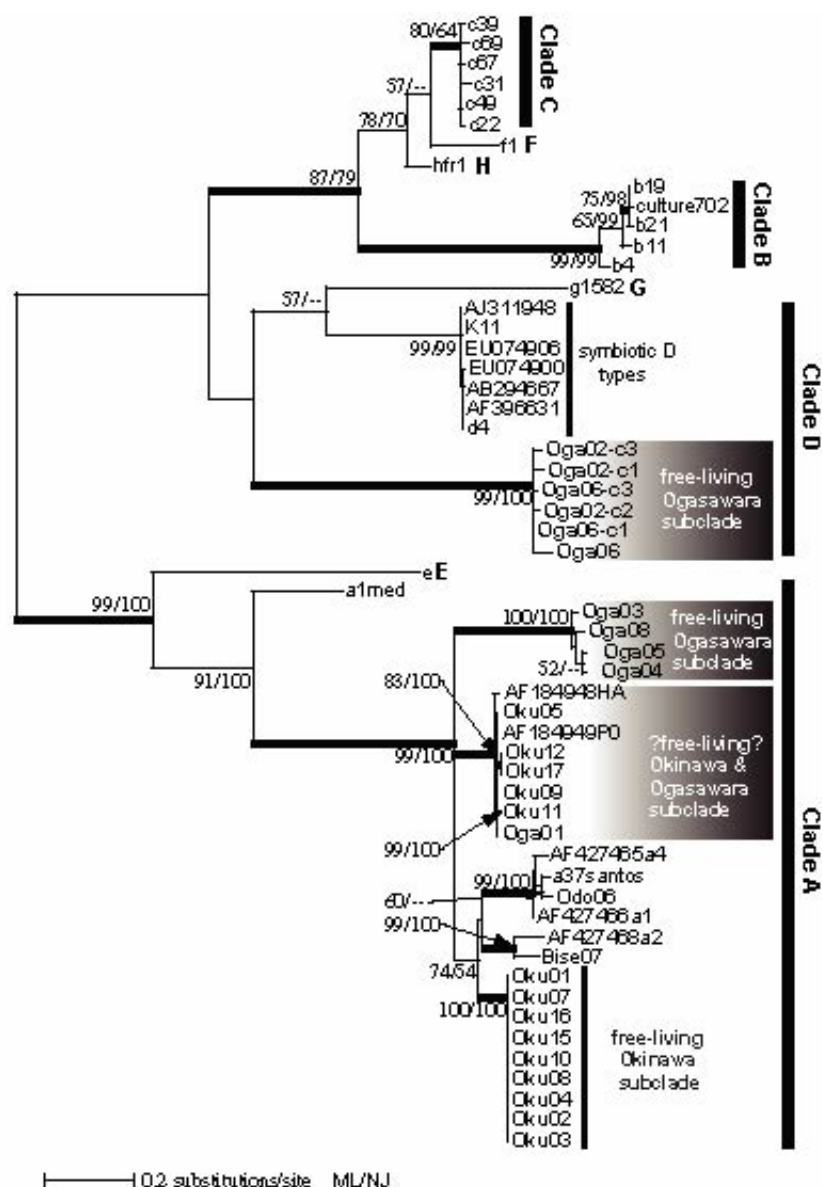 c39
80/64
c69
c67
57/--
c31
c49
78/70
c22
Clade C
f1 F
hfr1 H
87/79
b19
75/98
culture702
65/99
b21
b11
99/99
b4
Clade B
g1582 G
57/--
AJ311948
K11
EU074906
99/99
EU074900
AB294667
AF396631
d4
symbiotic D
types
Oga02-c3
Oga02-c1
Oga06-c3
99/100
Oga02-c2
Oga06-c1
Oga06
free-living
Ogasawara
subclade
Clade D
e E
99/100
a1med
100/100
Oga03
Oga08
Oga05
52/--
Oga04
free-living
Ogasawara
subclade
91/100
83/100
AF184948HA
Oku05
AF184949PO
99/100
Oku12
Oku17
Oku09
Oku11
Oga01
99/100
?free-living?
Okinawa &
Ogasawara
subclade
AF427465a4
99/100
a37santos
60/---
Odo06
AF427466a1
99/100
AF427468a2
Bise07
74/54
Oku01
100/100
Oku07
Oku16
Oku15
Oku10
Oku08
Oku04
Oku02
Oku03
free-living
Okinawa
subclade
Clade A
0.2 substitutions/site ML/NJ